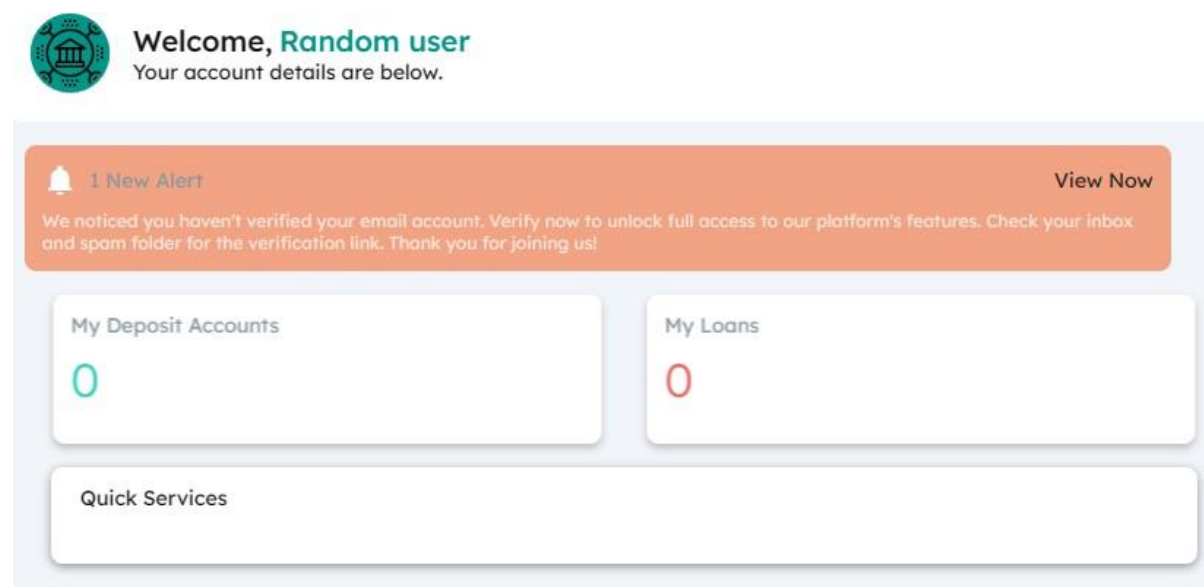 Welcome, Random user
Your account details are below.
1 New Alert
View Now
We noticed you haven't verified your email account. Verify now to unlock full access to our platform's features. Check your inbox
and spam folder for the verification link. Thank you for joining us!
My Deposit Accounts
My Loans
0
0
Quick Services